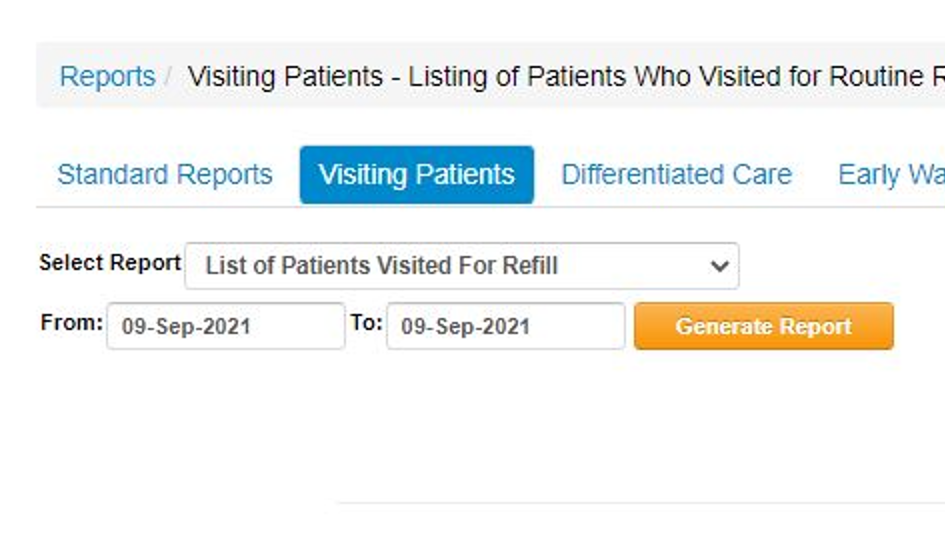 Reports / Visiting Patients - Listing of Patients Who Visited for Routine
Standard Reports Visiting Patients Differentiated Care Early
Select Report List of Patients Visited For Refill
From: 09-Sep-2021 To: 09-Sep-2021 Generate Report